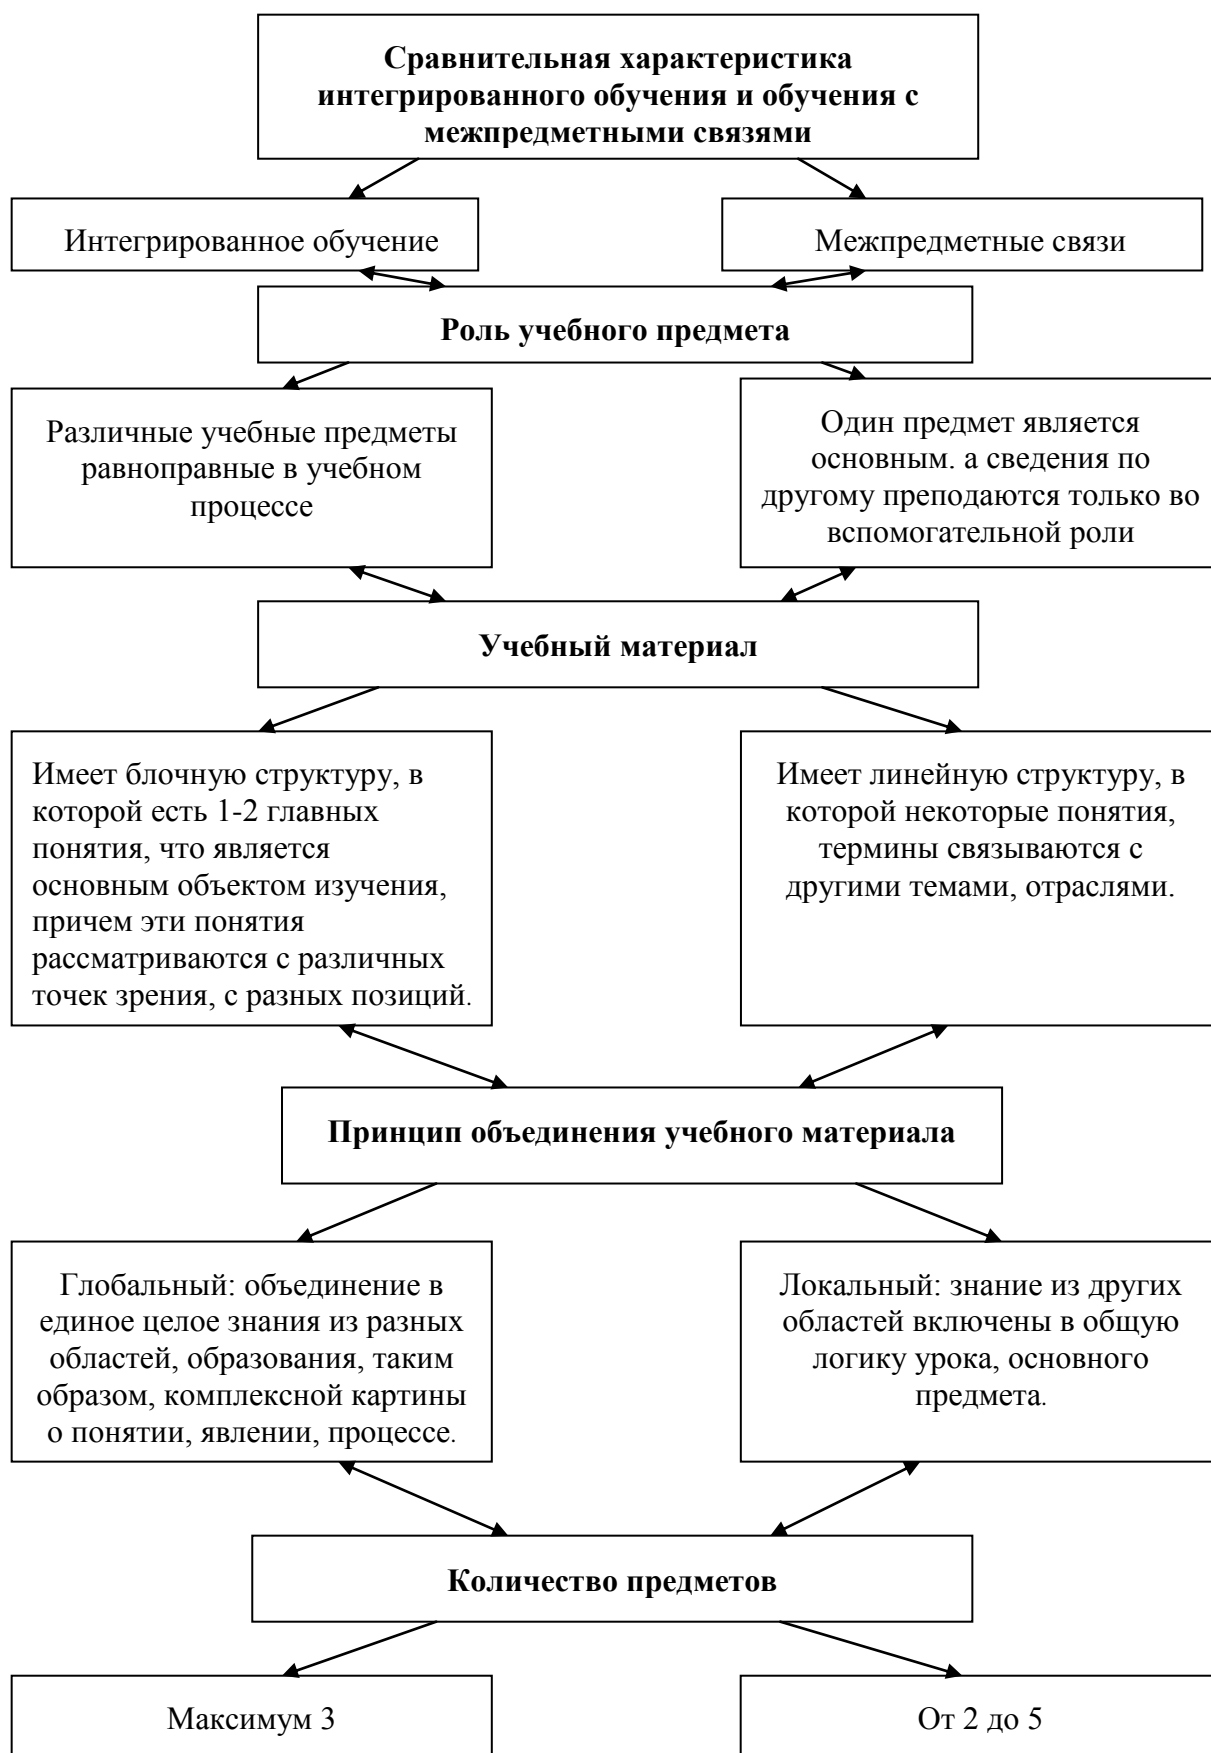 Сравнительная характеристика
интегрированного обучения и обучения с
межпредметными связями
Интегрированное обучение
Межпредметные связи
Роль учебного предмета
Различные учебные предметы
равноправные в учебном
процессе
Один предмет является
основным. а сведения по
другому преподаются только во
вспомогательной роли
Учебный материал
Имеет блочную структуру, в
которой есть 1-2 главных
понятия, что является
основным объектом изучения,
причем эти понятия
рассматриваются с различных
точек зрения, с разных позиций.
Имеет линейную структуру, в
которой некоторые понятия,
термины связываются с
другими темами, отраслями.
Принцип объединения учебного материала
Глобальный: объединение в
единое целое знания из разных
областей, образования, таким
образом, комплексной картины
о понятии, явлении, процессе.
Локальный: знание из других
областей включены в общую
логику урока, основного
предмета.
Количество предметов
Максимум 3
От 2 до 5